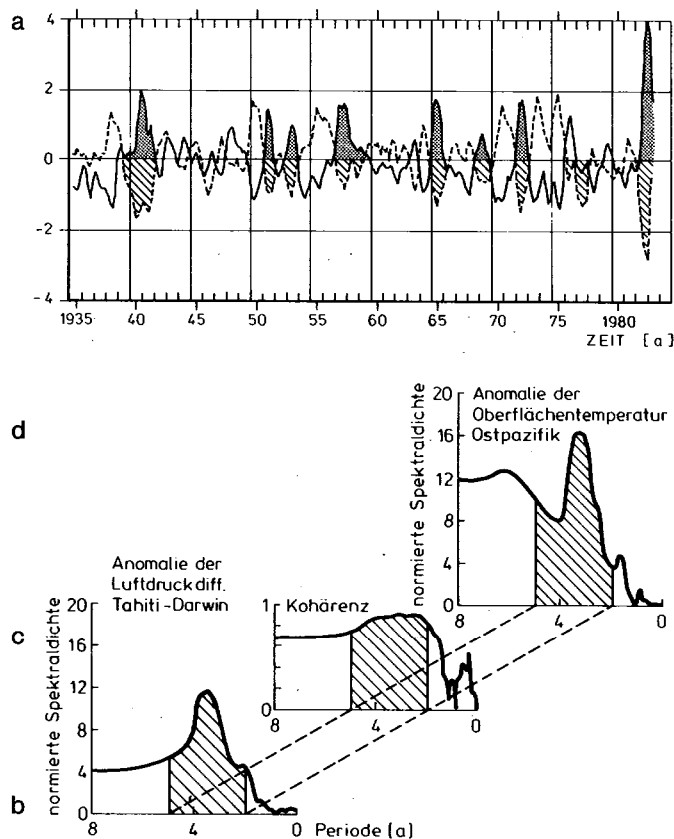 a
4
2
0
-2
-4
1935 40 45 50 55 60 65 70 75 1980
ZEIT [a]
d
20
16
12
8
4
0
normierte Spektraldichte
Anomalie der
Oberflächentemperatur
Ostpazifik
8 4 0
c
1
0
Kohärenz
8 4 0
b
20
16
12
8
4
0
normierte Spektraldichte
Anomalie der
Luftdruckdiff.
Tahiti-Darwin
8 4 0
Periode [a]